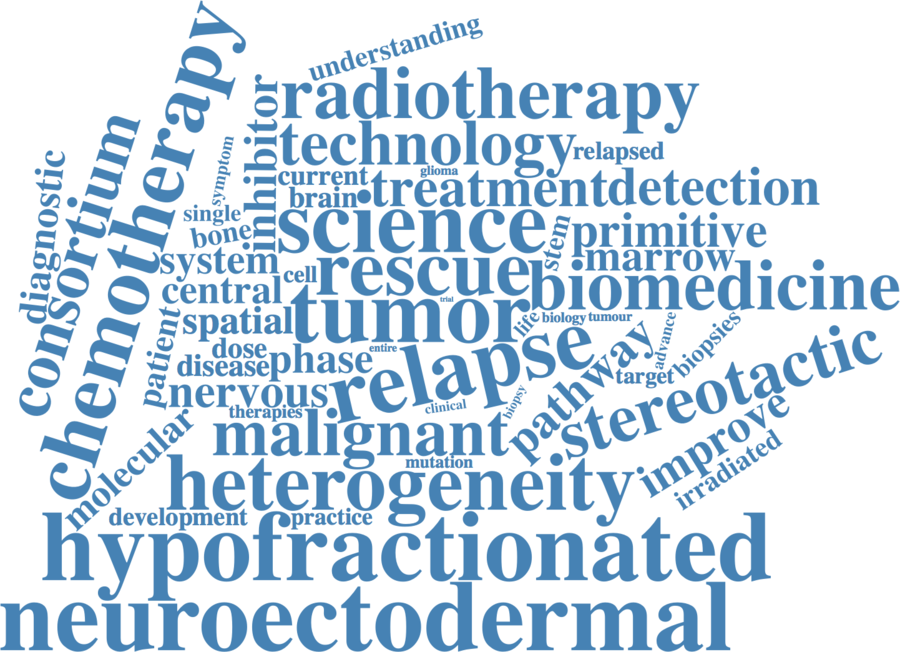 understanding
chemotherapy
radiotherapy
inhibitor
consortium
technology
relapsed
symptom
diagnostic
current
glioma
brain
treatment
detection
single
science
stem
primitive
bone
marrow
system
cell
rescue
biomedicine
central
tumor
trial
spatial
life
biology
tumour
advance
biopsies
patient
dose
phase
entire
relapse
pathway
stereotactic
disease
target
nervous
therapies
clinical
biopsy
malignant
improve
molecular
mutation
heterogeneity
irradiated
development
practice
hypofractionated
neuroectodermal